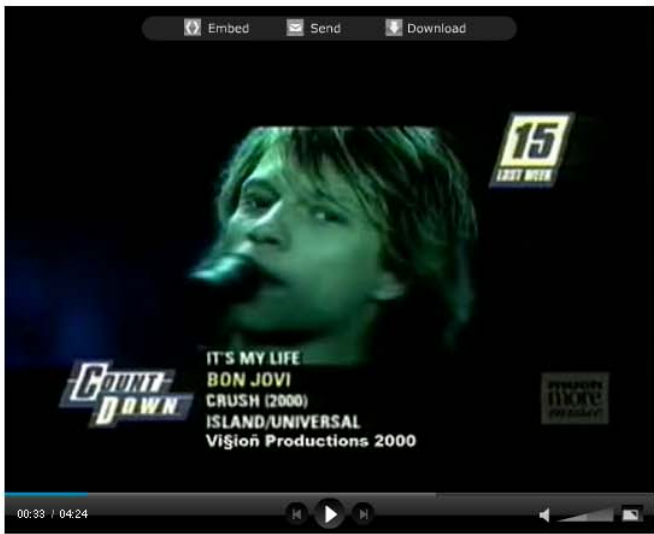 Embed Send Download
15
LAST WEEK
COUNT
DOWN
IT'S MY LIFE
BON JOVI
CRUSH (2000)
ISLAND/UNIVERSAL
Vi§ioñ Productions 2000
much
more
00:33 / 04:24